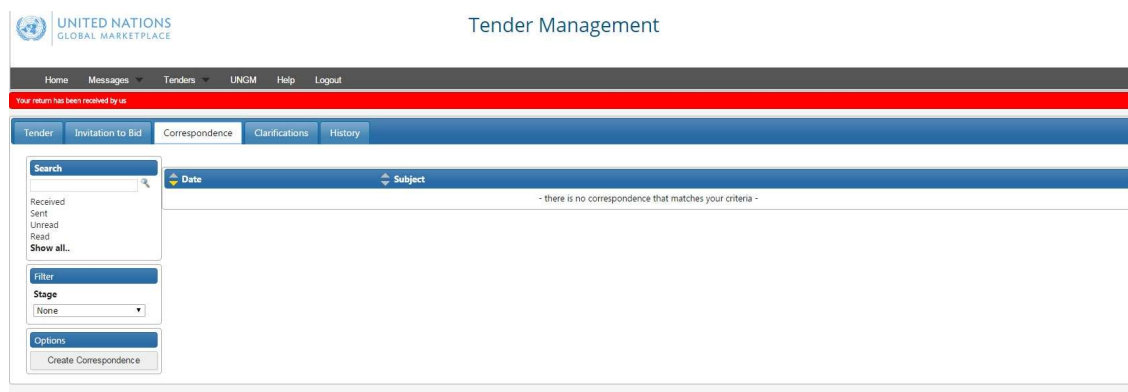 UNITED NATIONS
GLOBAL MARKETPLACE
Tender Management
Home Messages Tenders UNGM Help Logout
Your return has been received by us
Tender Invitation to Bid Correspondence Clarifications History
Search
Date Subject
- there is no correspondence that matches your criteria -
Received
Sent
Unread
Read
Show all..
Filter
Stage
None
Options
Create Correspondence